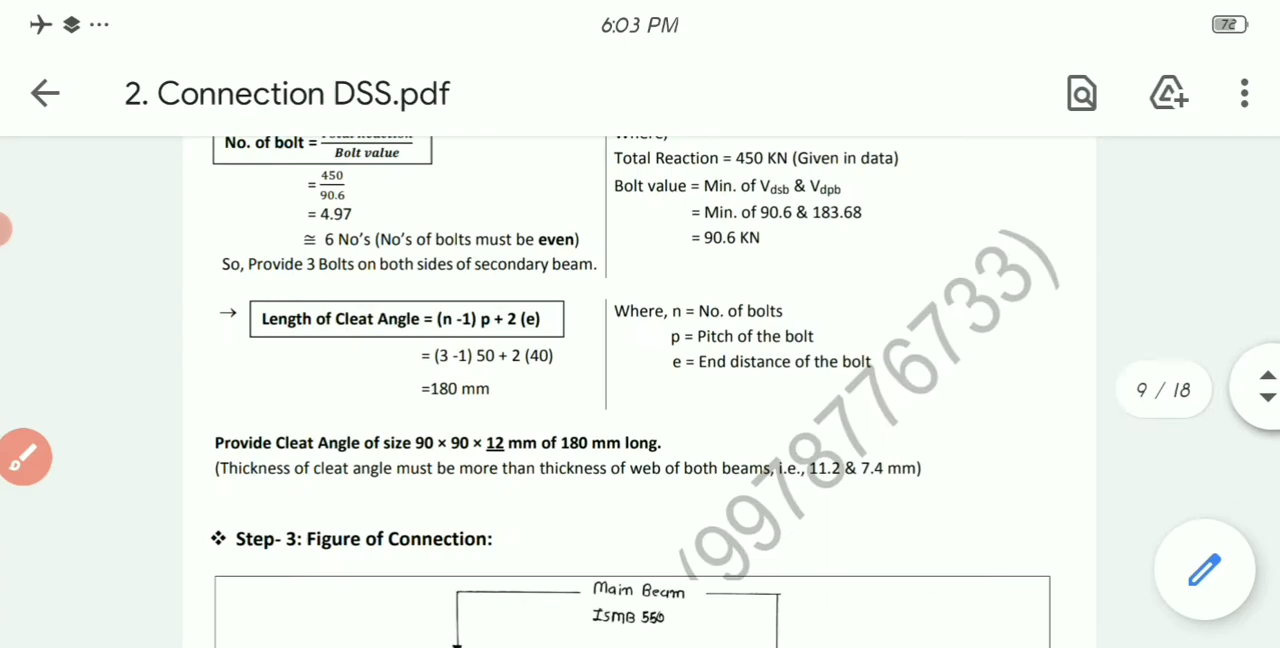 6:03 PM
72
2. Connection DSS.pdf
No. of bolt =
Bolt value
= 450
90.6
= 4.97
≅ 6 No's (No's of bolts must be even)
So, Provide 3 Bolts on both sides of secondary beam.
Total Reaction = 450 KN (Given in data)
Bolt value = Min. of Vdsb & Vdpb
= Min. of 90.6 & 183.68
= 90.6 KN
→ Length of Cleat Angle = (n -1) p + 2 (e)
= (3 -1) 50 + 2 (40)
=180 mm
Where, n = No. of bolts
p = Pitch of the bolt
e = End distance of the bolt
9 / 18
Provide Cleat Angle of size 90 × 90 × 12 mm of 180 mm long.
(Thickness of cleat angle must be more than thickness of web of both beams, i.e., 11.2 & 7.4 mm)
(9978776733)
❖ Step- 3: Figure of Connection:
Main Beam
ISMB 550